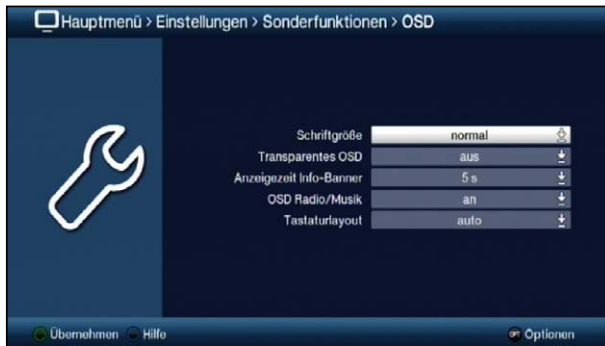 Hauptmenü > Einstellungen > Sonderfunktionen > OSD
Schriftgröße normal
Transparentes OSD aus
Anzeigezeit Info-Banner 5 s
OSD Radio/Musik an
Tastaturlayout auto
Übernehmen Hilfe OPT Optionen